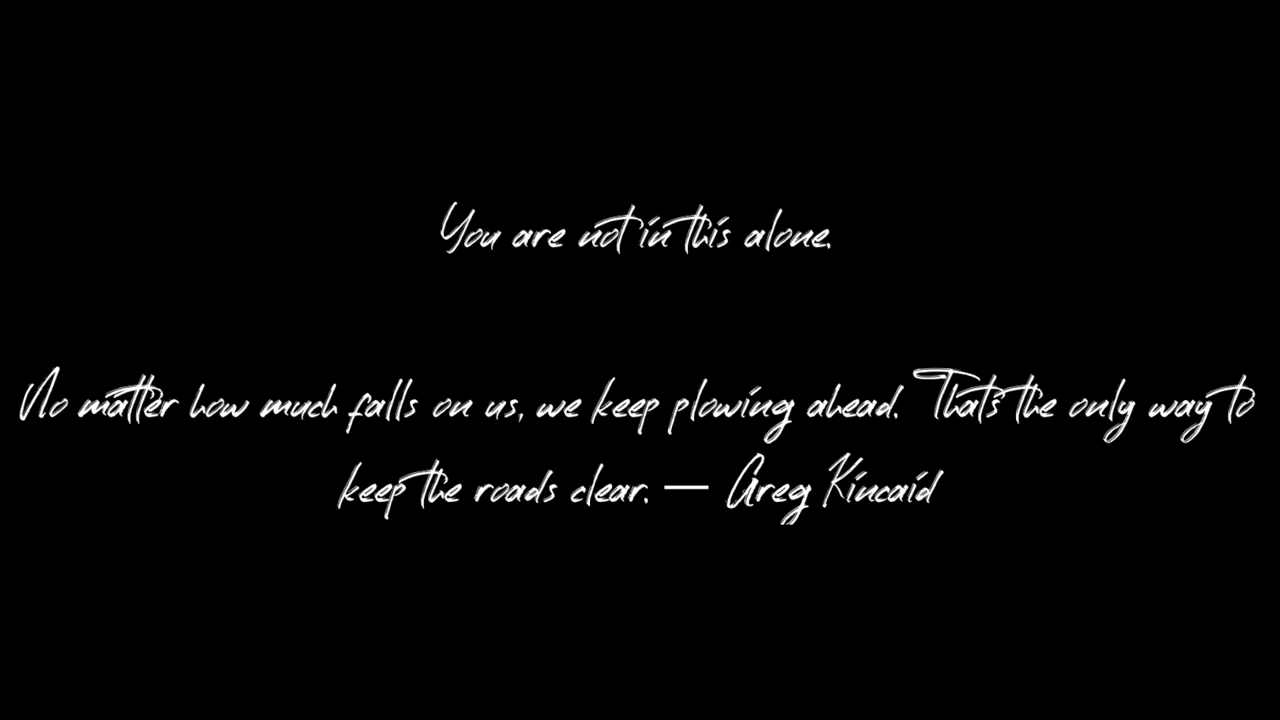 You are not in this alone.
No matter how much falls on us, we keep plowing ahead. That's the only way to
keep the roads clear. — Greg Kincaid